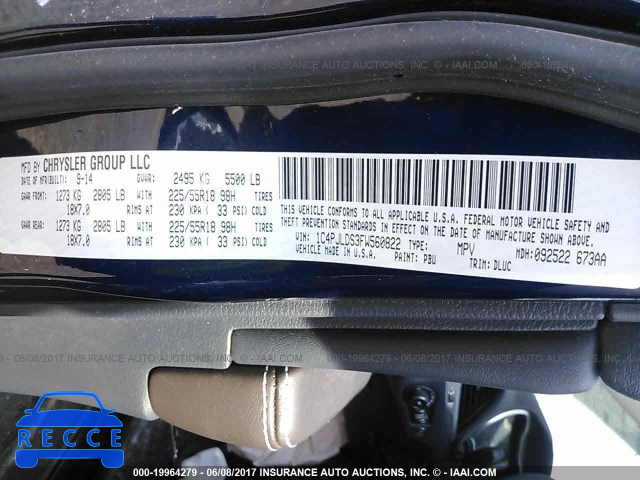 000-19964279 - 06/08/2017 INSURANCE AUTO AUCTIONS, INC. - © IAAI.COM
MFD BY CHRYSLER GROUP LLC
DATE OF MFR(BUILT): 9-14 GVWR: 2495 KG 5500 LB
GAWR FRONT: 1273 KG 2805 LB WITH 225/55R18 98H TIRES
18X7.0 RIMS AT 230 KPA ( 33 PSI) COLD
GAWR REAR: 1273 KG 2805 LB WITH 225/55R18 98H TIRES
18X7.0 RIMS AT 230 KPA ( 33 PSI) COLD
THIS VEHICLE CONFORMS TO ALL APPLICABLE U.S.A. FEDERAL MOTOR VEHICLE SAFETY, BUMPER AND
THEFT PREVENTION STANDARDS IN EFFECT ON THE DATE OF MANUFACTURE SHOWN ABOVE.
VIN: 1C4PJLDS3FW560822 TYPE: MPV MDH: 092522 673AA
VEHICLE MADE IN U.S.A. PAINT: PBU TRIM: DLUC
000-19964279 - 06/08/2017 INSURANCE AUTO AUCTIONS, INC. - © IAAI.COM
RECCE
000-19964279 - 06/08/2017 INSURANCE AUTO AUCTIONS, INC. - © IAAI.COM